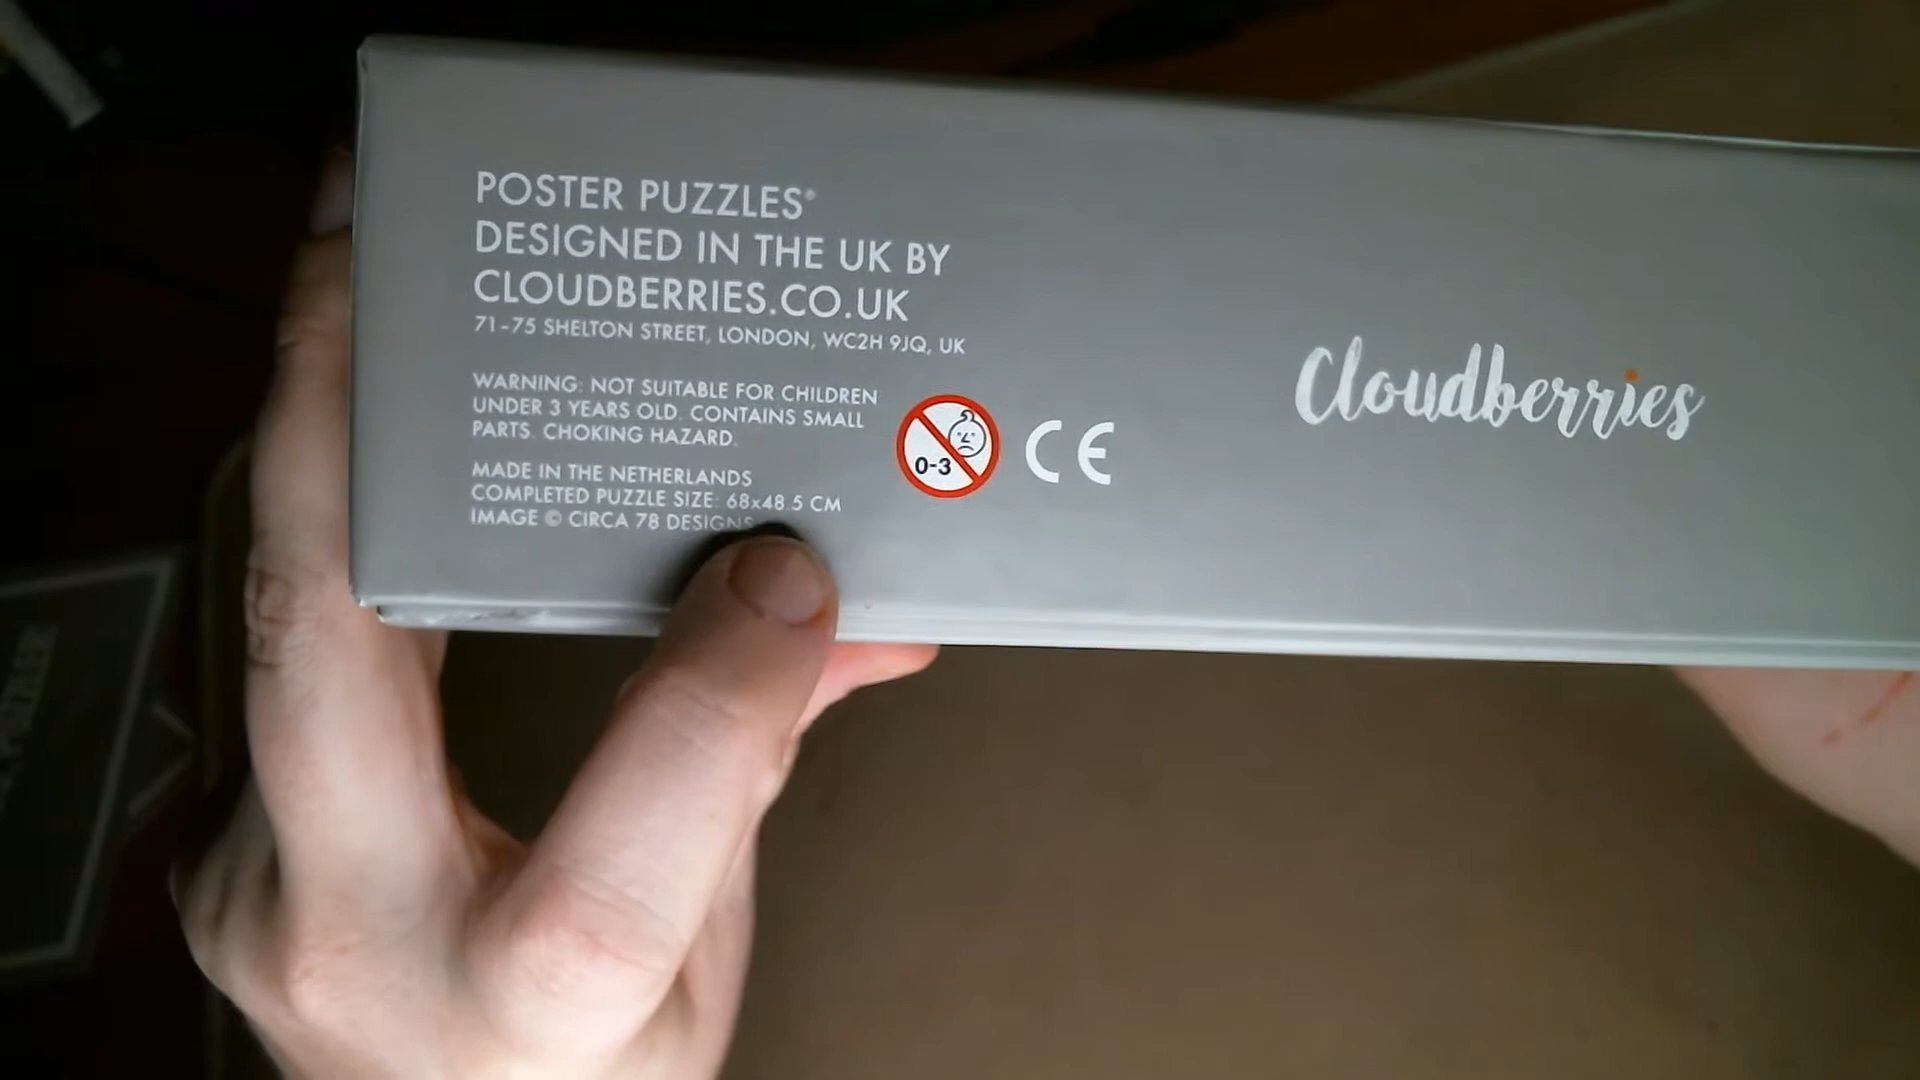 POSTER PUZZLES®
DESIGNED IN THE UK BY
CLOUDBERRIES.CO.UK
71-75 SHELTON STREET, LONDON, WC2H 9JQ, UK
WARNING: NOT SUITABLE FOR CHILDREN
UNDER 3 YEARS OLD. CONTAINS SMALL
PARTS. CHOKING HAZARD.
0-3
CE
MADE IN THE NETHERLANDS
COMPLETED PUZZLE SIZE: 68x48.5 CM
IMAGE © CIRCA 78 DESIGNS
Cloudberries